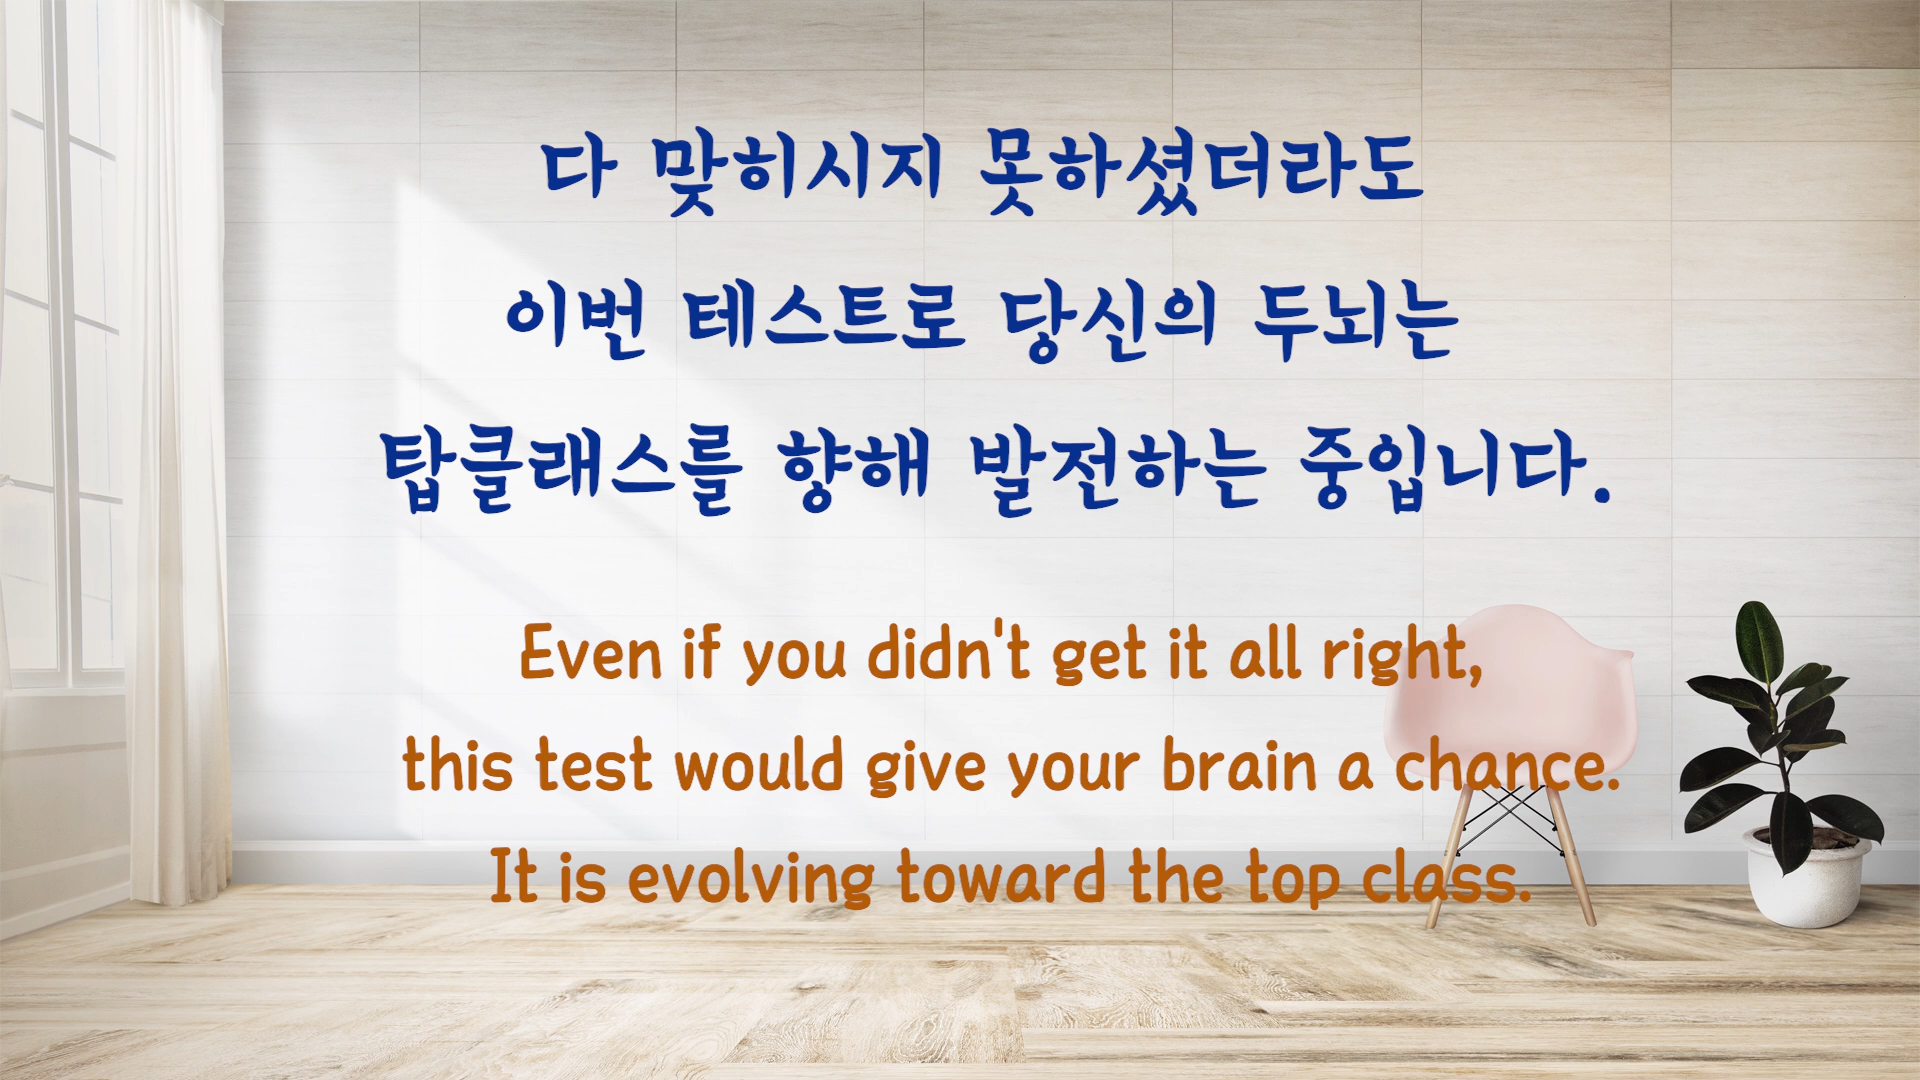 다 맞히시지 못하셨더라도
이번 테스트로 당신의 두뇌는
탑클래스를 향해 발전하는 중입니다.
Even if you didn't get it all right,
this test would give your brain a chance.
It is evolving toward the top class.